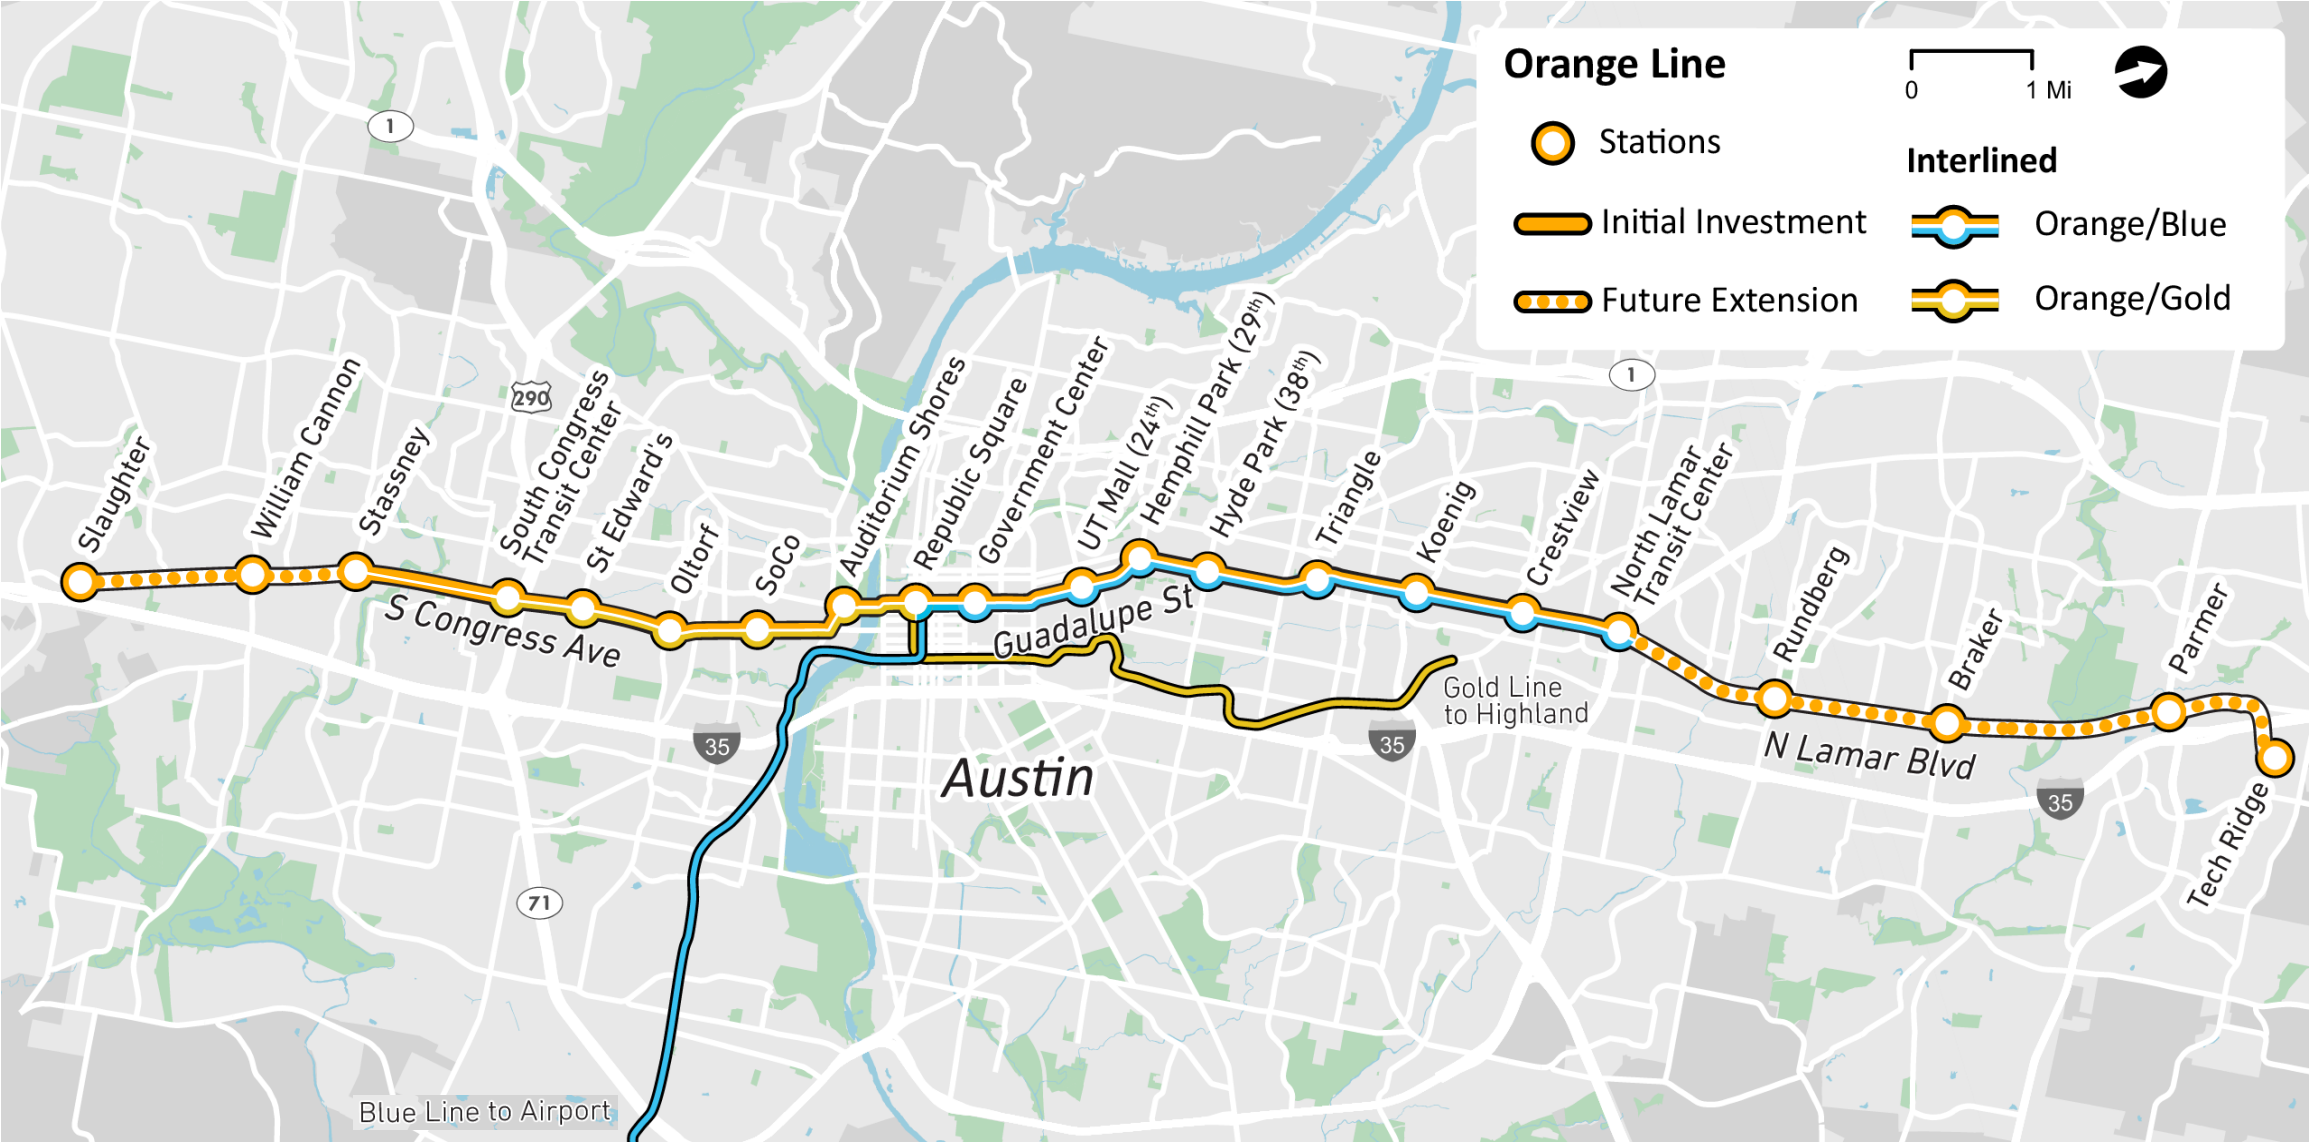 Orange Line
0
1 Mi
Stations
Interlined
Initial Investment
Orange/Blue
Future Extension
Orange/Gold
1
290
1
Slaughter
William Cannon
Stassney
South Congress
Transit Center
St Edward's
Oltorf
SoCo
Auditorium Shores
Republic Square
Government Center
UT Mall (24th)
Hemphill Park (29th)
Hyde Park (38th)
Triangle
Koenig
Crestview
North Lamar
Transit Center
Rundberg
Braker
Parmer
Tech Ridge
S Congress Ave
Guadalupe St
N Lamar Blvd
Gold Line
to Highland
35
35
35
Austin
71
Blue Line to Airport